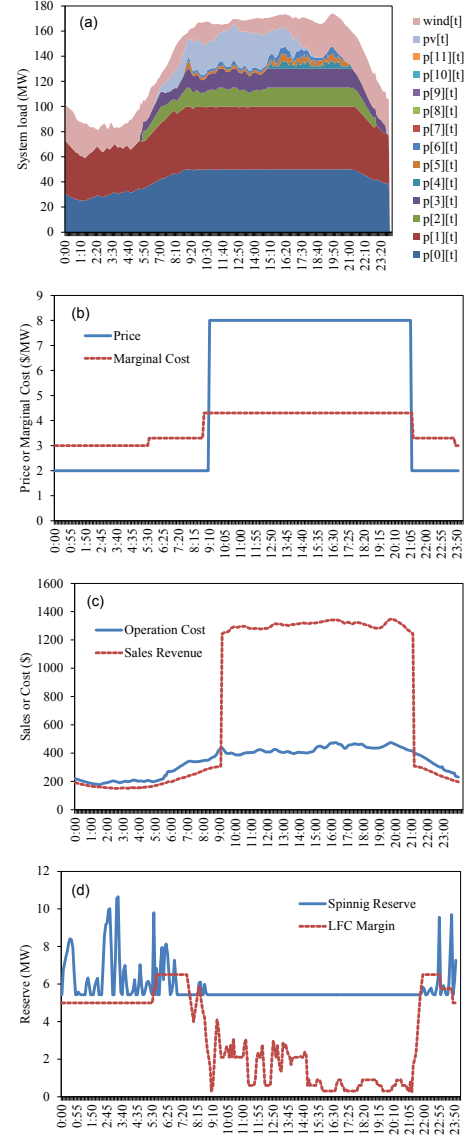 180
160
140
120
100
80
60
40
20
0
System load (MW)
(a)
wind[t]
pv[t]
p[11][t]
p[10][t]
p[9][t]
p[8][t]
p[7][t]
p[6][t]
p[5][t]
p[4][t]
p[3][t]
p[2][t]
p[1][t]
p[0][t]
0:00 1:10 2:20 3:30 4:40 5:50 7:00 8:10 9:20 10:30 11:40 12:50 14:00 15:10 16:20 17:30 18:40 19:50 21:00 22:10 23:20
9
8
7
6
5
4
3
2
1
0
Price or Marginal Cost ($/MW)
(b)
Price
Marginal Cost
0:00 0:55 1:50 2:45 3:40 4:35 5:30 6:25 7:20 8:15 9:10 10:05 11:00 11:55 12:50 13:45 14:40 15:35 16:30 17:25 18:20 19:15 20:10 21:05 22:00 22:55 23:50
1600
1400
1200
1000
800
600
400
200
0
Sales or Cost ($)
(c)
Operation Cost
Sales Revenue
0:00 1:00 2:00 3:00 4:00 5:00 6:00 7:00 8:00 9:00 10:00 11:00 12:00 13:00 14:00 15:00 16:00 17:00 18:00 19:00 20:00 21:00 22:00 23:00
12
10
8
6
4
2
0
Reserve (MW)
(d)
Spinnig Reserve
LFC Margin
0:00 0:55 1:50 2:45 3:40 4:35 5:30 6:25 7:20 8:15 9:10 10:05 11:00 11:55 12:50 13:45 14:40 15:35 16:30 17:25 18:20 19:15 20:10 21:05 22:00 22:55 23:50